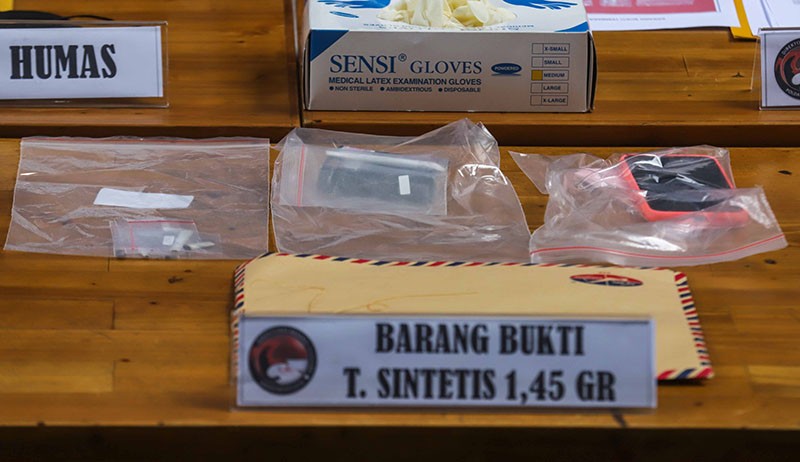 HUMAS
SENSI® GLOVES
MEDICAL LATEX EXAMINATION GLOVES
● NON STERILE ● AMBIDEXTROUS ● DISPOSABLE
POWDERED
X-SMALL
SMALL
MEDIUM
LARGE
X-LARGE
BARANG BUKTI
T. SINTETIS 1,45 GR